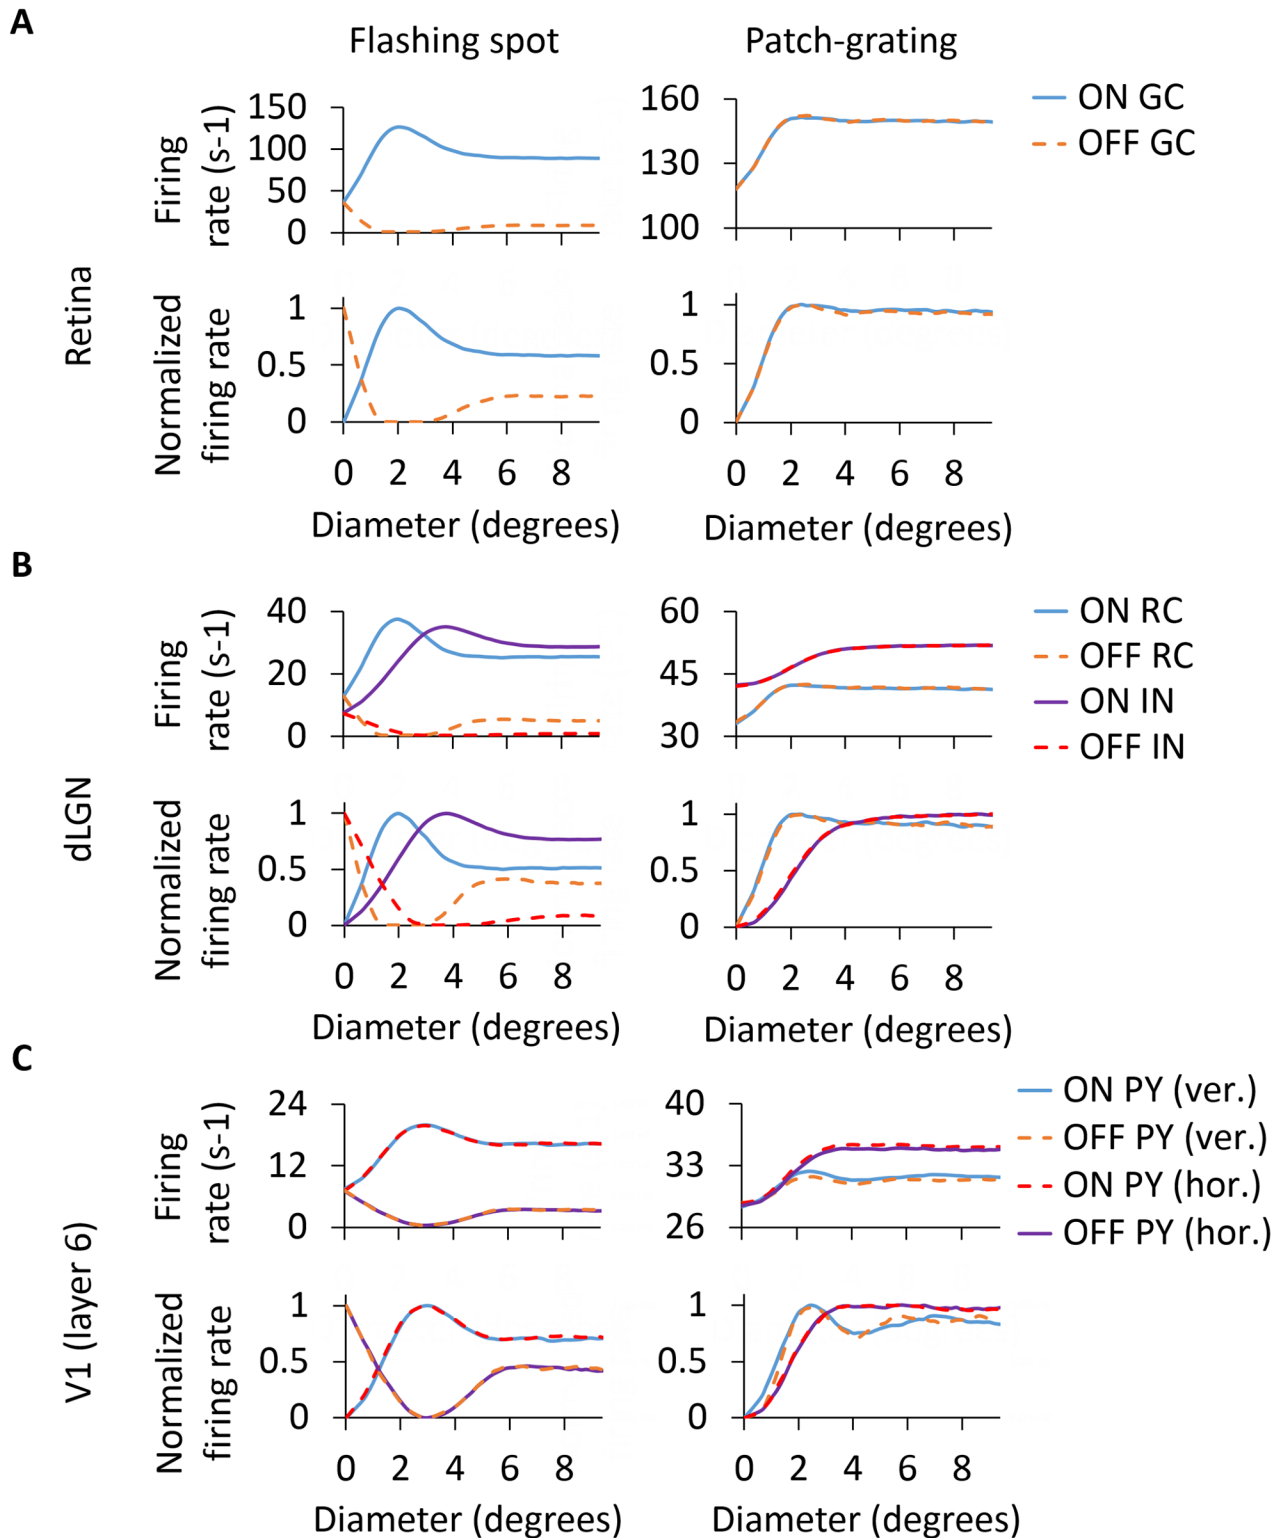 A
Flashing spot
Patch-grating
Retina
Firing
rate (s-1)
150
100
50
0
160
130
100
ON GC
OFF GC
Normalized
firing rate
1
0.5
0
0 2 4 6 8
Diameter (degrees)
1
0.5
0
0 2 4 6 8
Diameter (degrees)
B
dLGN
Firing
rate (s-1)
40
20
0
60
45
30
ON RC
OFF RC
ON IN
OFF IN
Normalized
firing rate
1
0.5
0
0 2 4 6 8
Diameter (degrees)
1
0.5
0
0 2 4 6 8
Diameter (degrees)
C
V1 (layer 6)
Firing
rate (s-1)
24
12
0
40
33
26
ON PY (ver.)
OFF PY (ver.)
ON PY (hor.)
OFF PY (hor.)
Normalized
firing rate
1
0.5
0
0 2 4 6 8
Diameter (degrees)
1
0.5
0
0 2 4 6 8
Diameter (degrees)